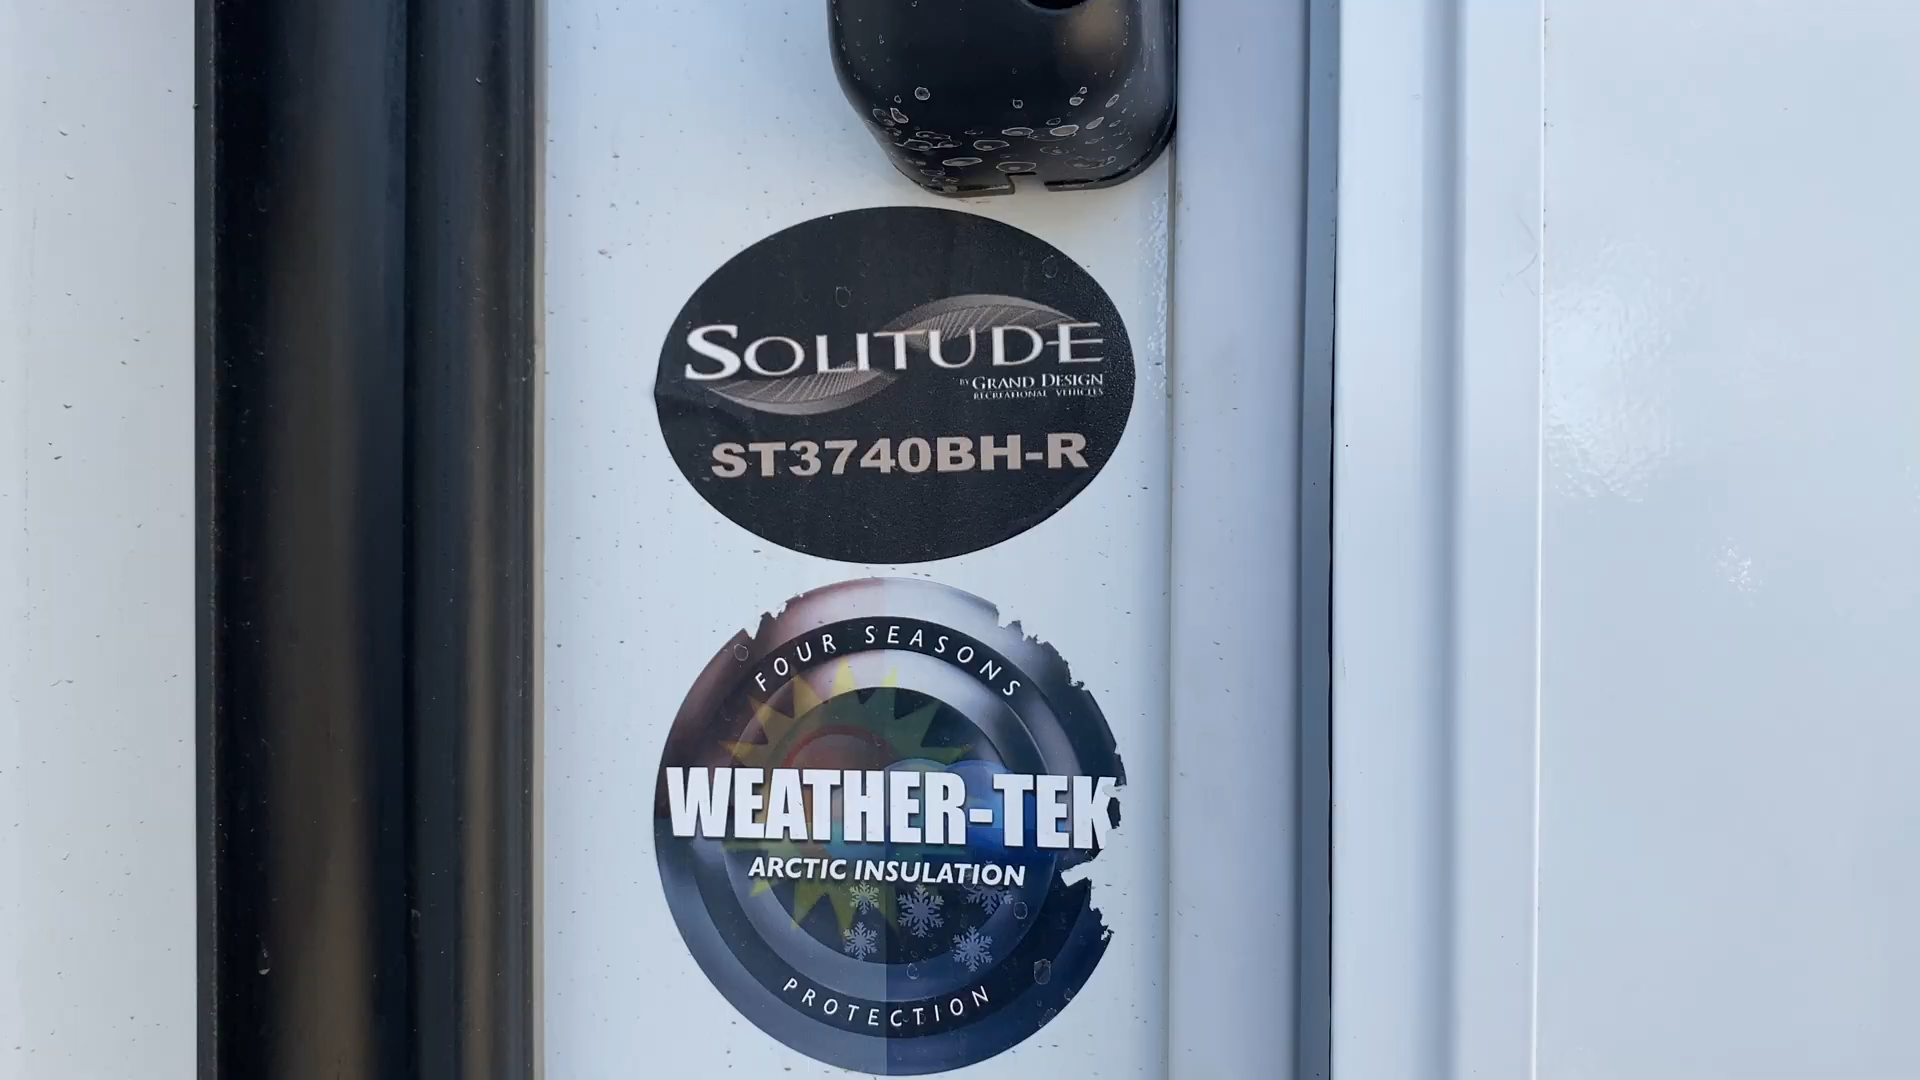 SOLITUDE
BY GRAND DESIGN
RECREATIONAL VEHICLES
ST3740BH-R
FOUR SEASONS
WEATHER-TEK
ARCTIC INSULATION
PROTECTION